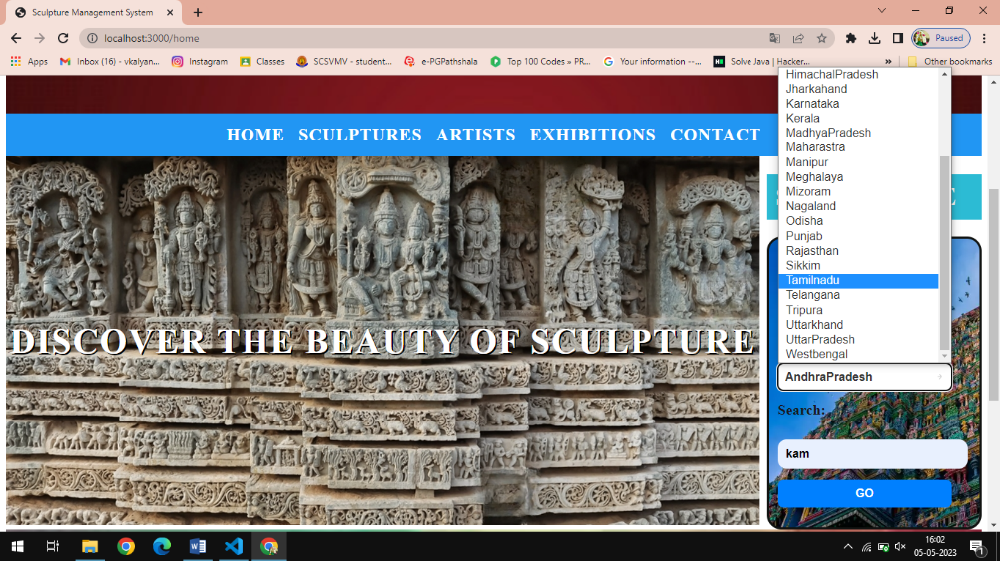 Sculpture Management System
localhost:3000/home
Paused
Apps
Inbox (16) - vkalyan...
Instagram
Classes
SCSVMV - student...
e-PGPathshala
Top 100 Codes » PR...
Your information --...
Solve Java | Hacker...
»
Other bookmarks
HOME SCULPTURES ARTISTS EXHIBITIONS CONTACT
DISCOVER THE BEAUTY OF SCULPTURE
HimachalPradesh
Jharkahand
Karnataka
Kerala
MadhyaPradesh
Maharastra
Manipur
Meghalaya
Mizoram
Nagaland
Odisha
Punjab
Rajasthan
Sikkim
Tamilnadu
Telangana
Tripura
Uttarkhand
UttarPradesh
Westbengal
AndhraPradesh
Search:
kam
GO
16:02
05-05-2023
1